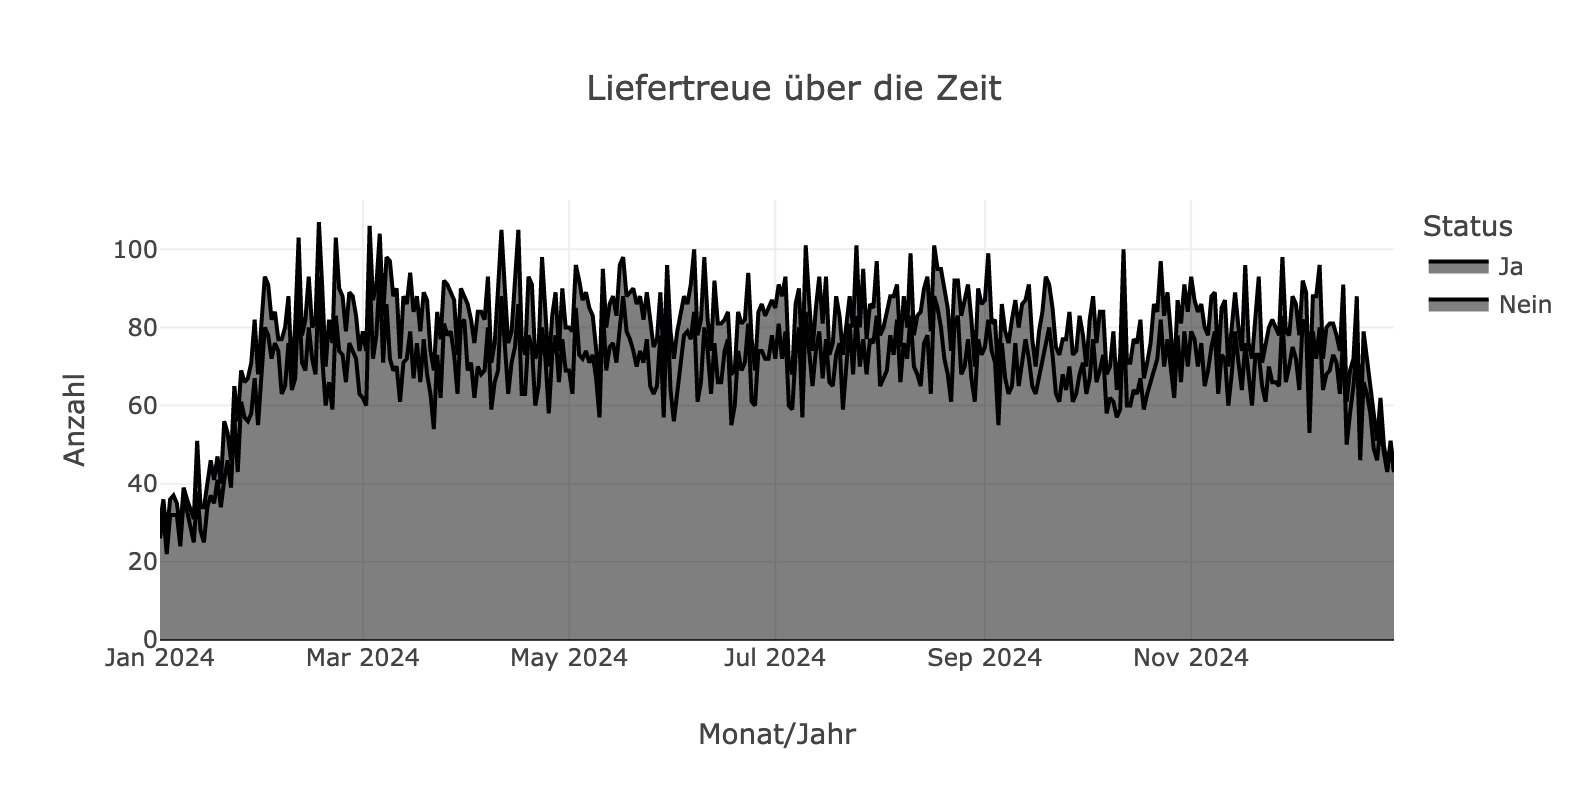 Liefertreue über die Zeit
Status
Ja
Nein
Anzahl
100
80
60
40
20
0
Jan 2024
Mar 2024
May 2024
Jul 2024
Sep 2024
Nov 2024
Monat/Jahr